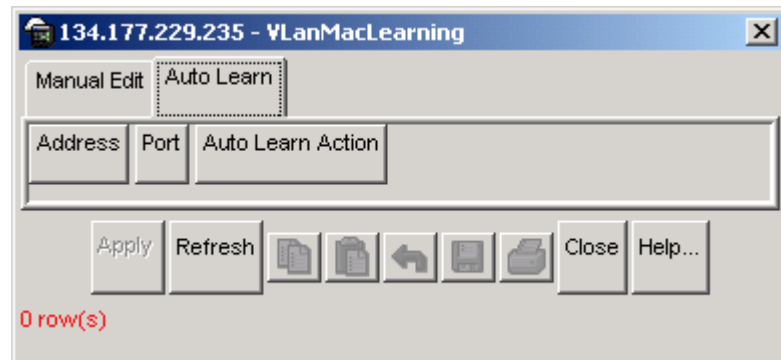 134.177.229.235 - VLanMacLearning
Manual Edit Auto Learn
Address Port Auto Learn Action
Apply Refresh Close Help...
0 row(s)